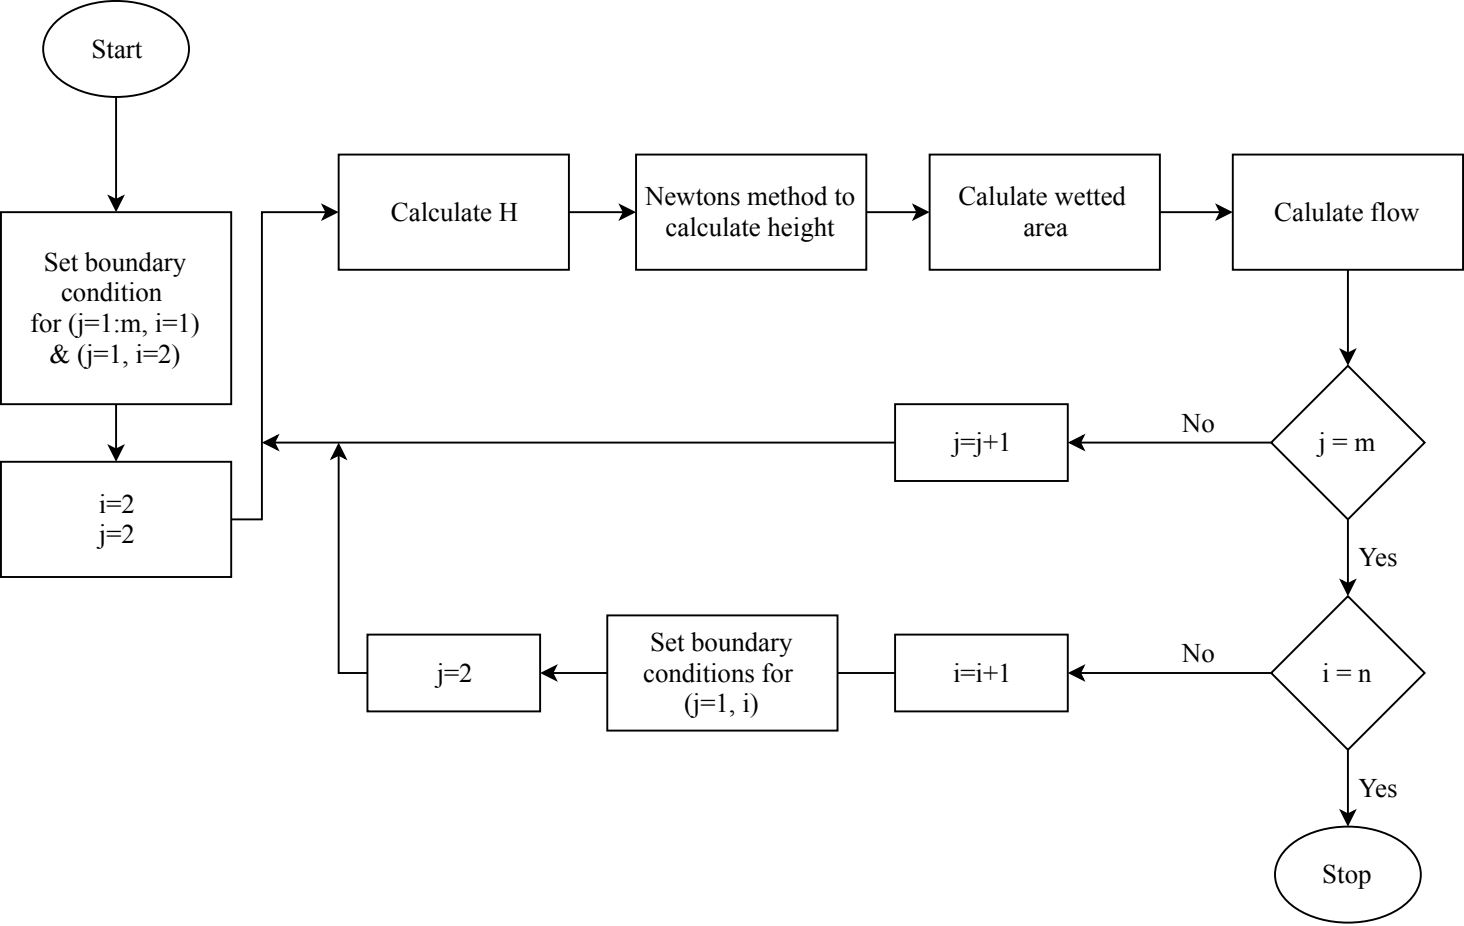 Start
Set boundary
condition
for (j=1:m, i=1)
& (j=1, i=2)
i=2
j=2
Calculate H
Newtons method to
calculate height
Calulate wetted
area
Calulate flow
j = m
No
j=j+1
Yes
i = n
No
i=i+1
Set boundary
conditions for
(j=1, i)
j=2
Yes
Stop